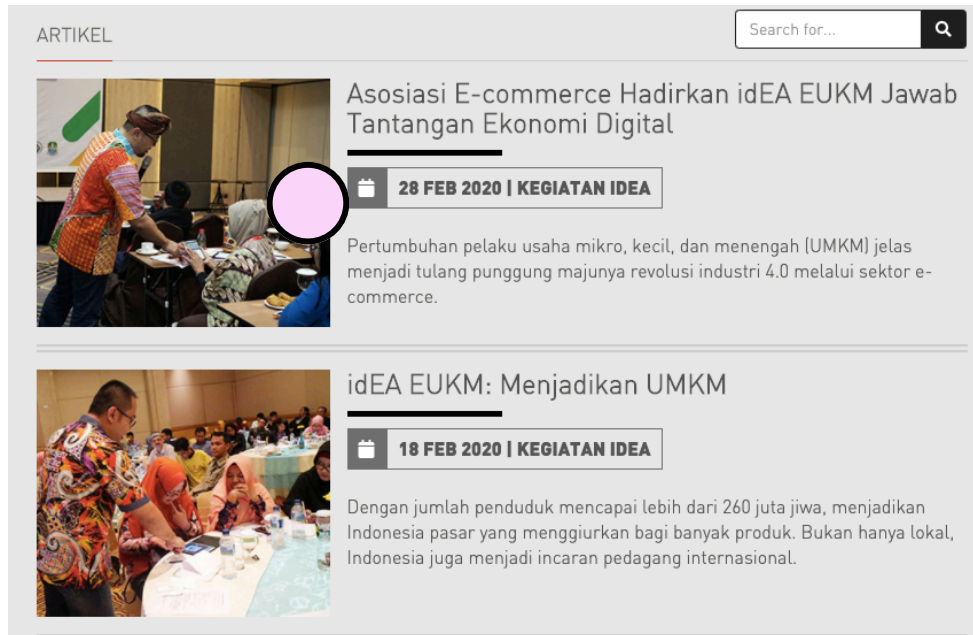 ARTIKEL
Search for...
Asosiasi E-commerce Hadirkan idEA EUKM Jawab
Tantangan Ekonomi Digital
28 FEB 2020 | KEGIATAN IDEA
Pertumbuhan pelaku usaha mikro, kecil, dan menengah (UMKM) jelas
menjadi tulang punggung majunya revolusi industri 4.0 melalui sektor e-
commerce.
idEA EUKM: Menjadikan UMKM
18 FEB 2020 | KEGIATAN IDEA
Dengan jumlah penduduk mencapai lebih dari 260 juta jiwa, menjadikan
Indonesia pasar yang menggiurkan bagi banyak produk. Bukan hanya lokal,
Indonesia juga menjadi incaran pedagang internasional.